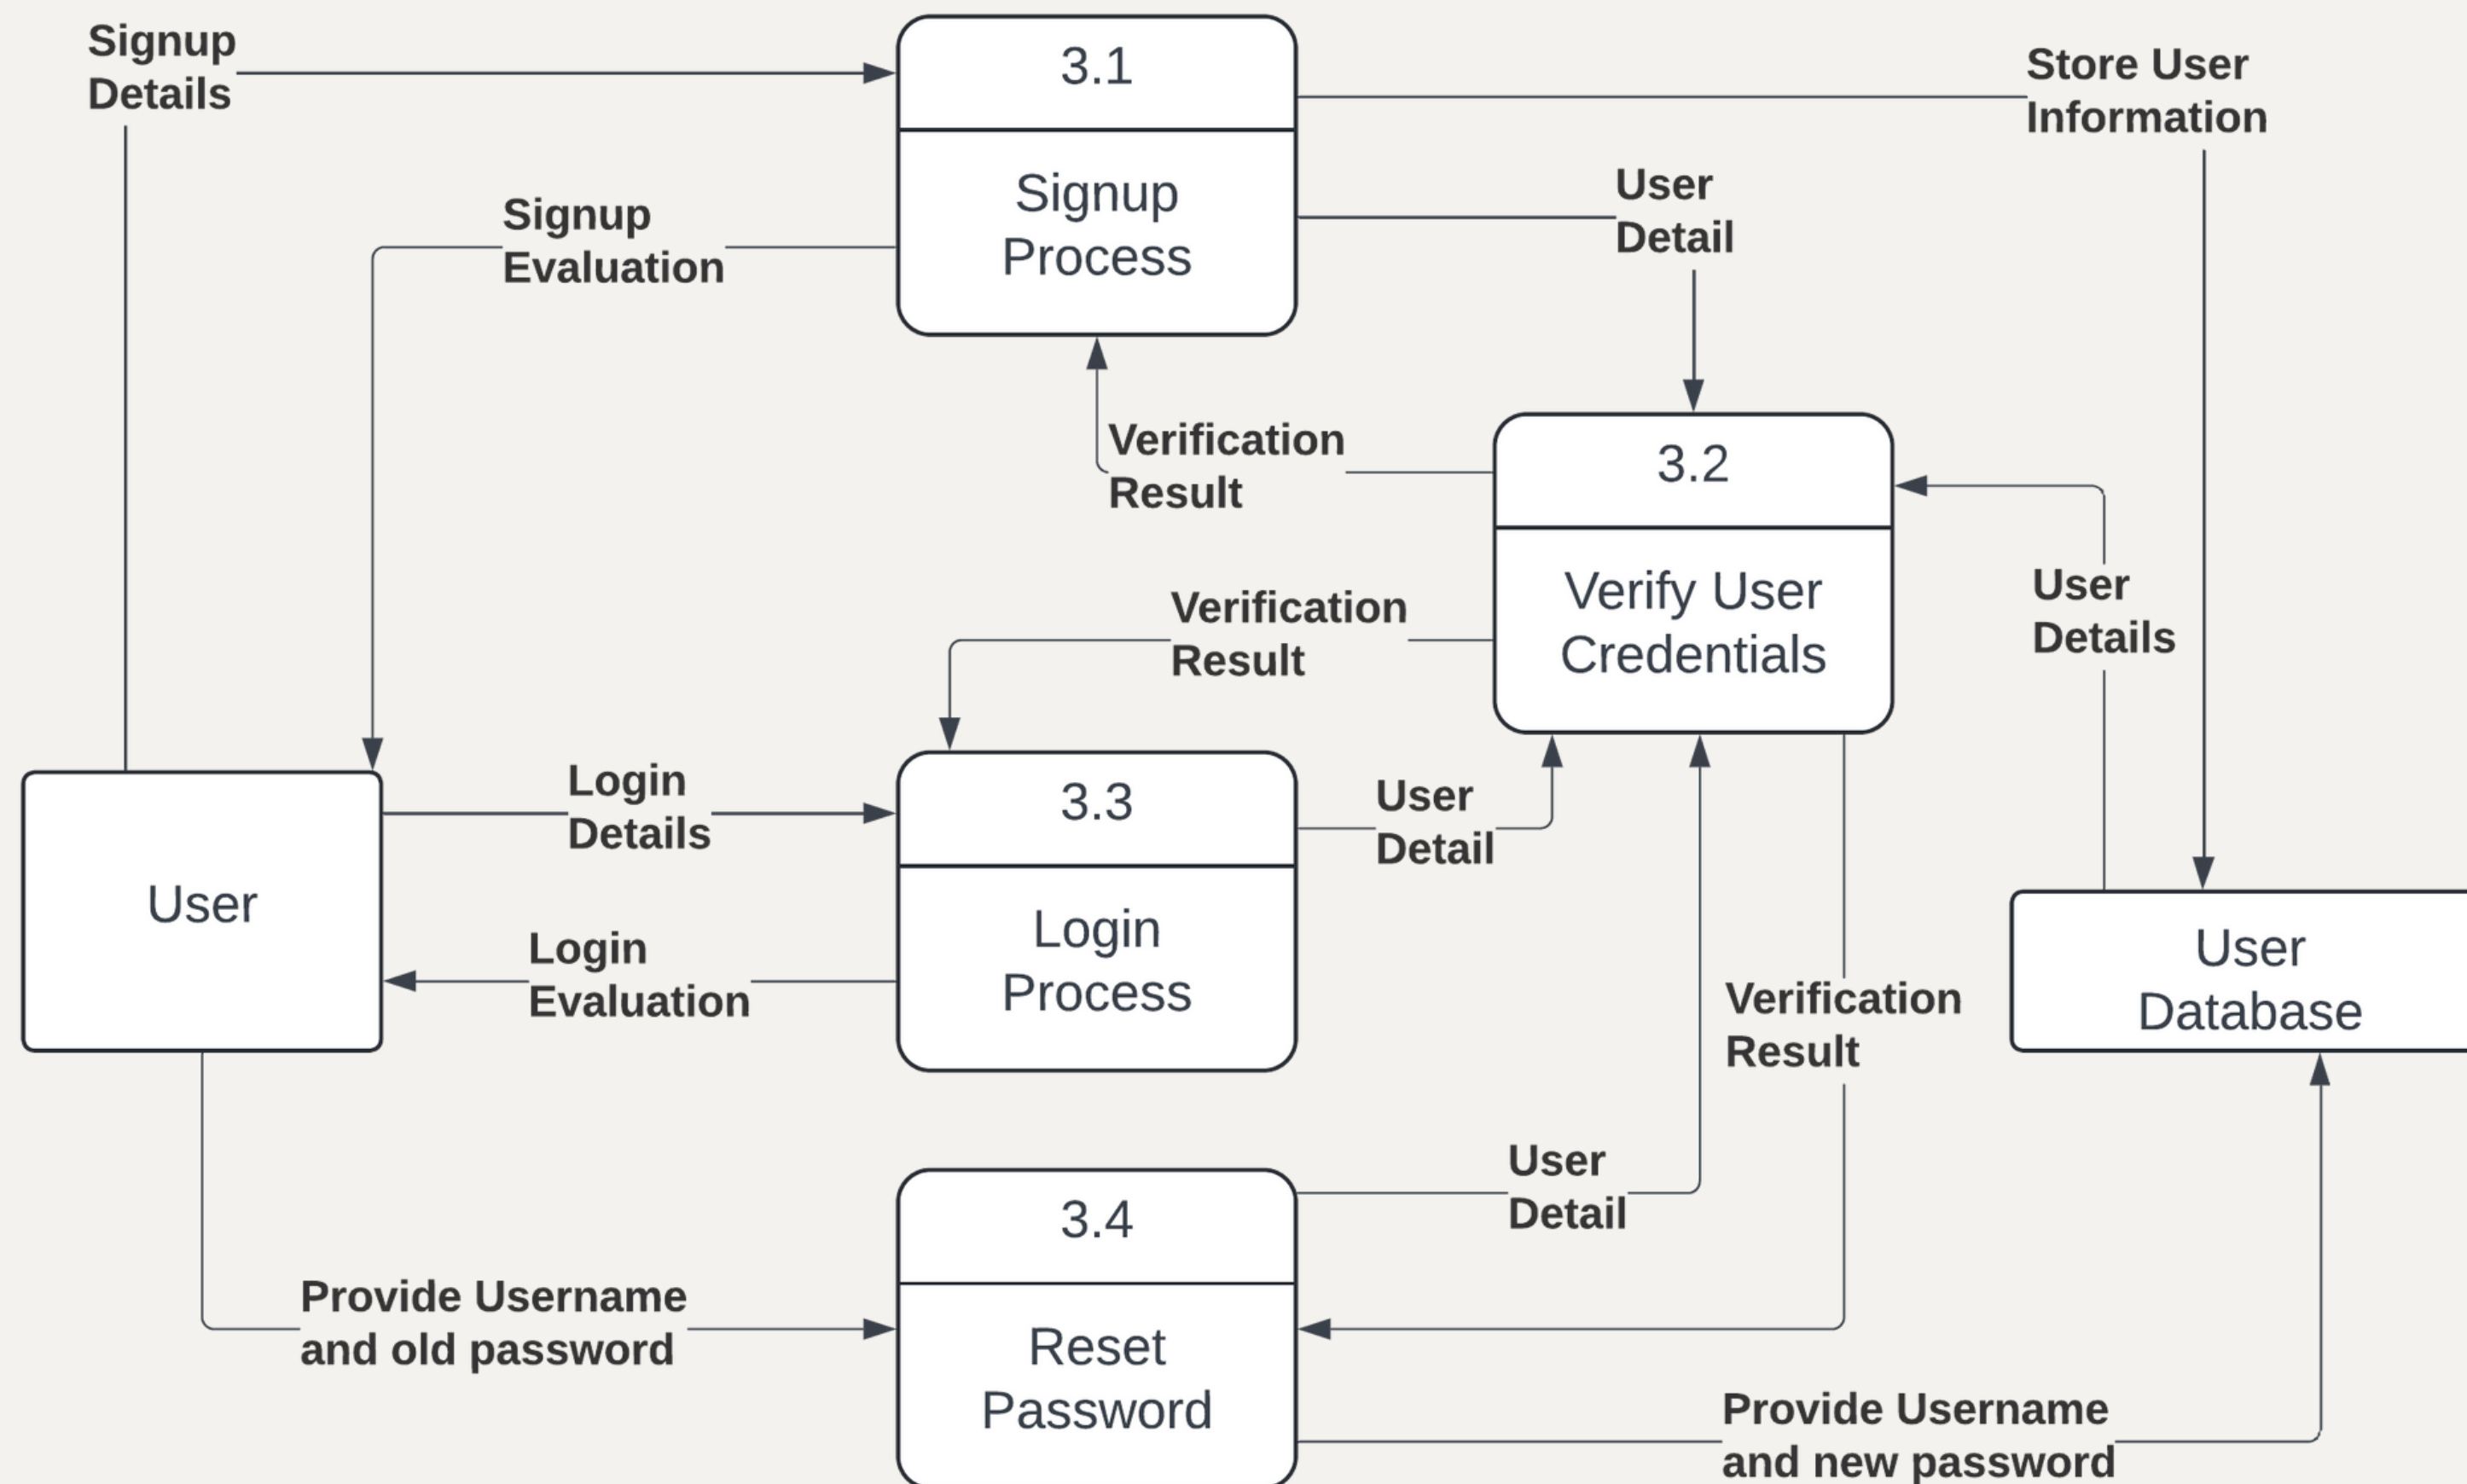 Signup
Details
3.1
Signup
Process
Store User
Information
User
Detail
Signup
Evaluation
Verification
Result
3.2
Verify User
Credentials
User
Details
Verification
Result
Login
Details
3.3
Login
Process
User
Detail
User
Login
Evaluation
User
Database
Verification
Result
User
Detail
3.4
Reset
Password
Provide Username
and old password
Provide Username
and new password